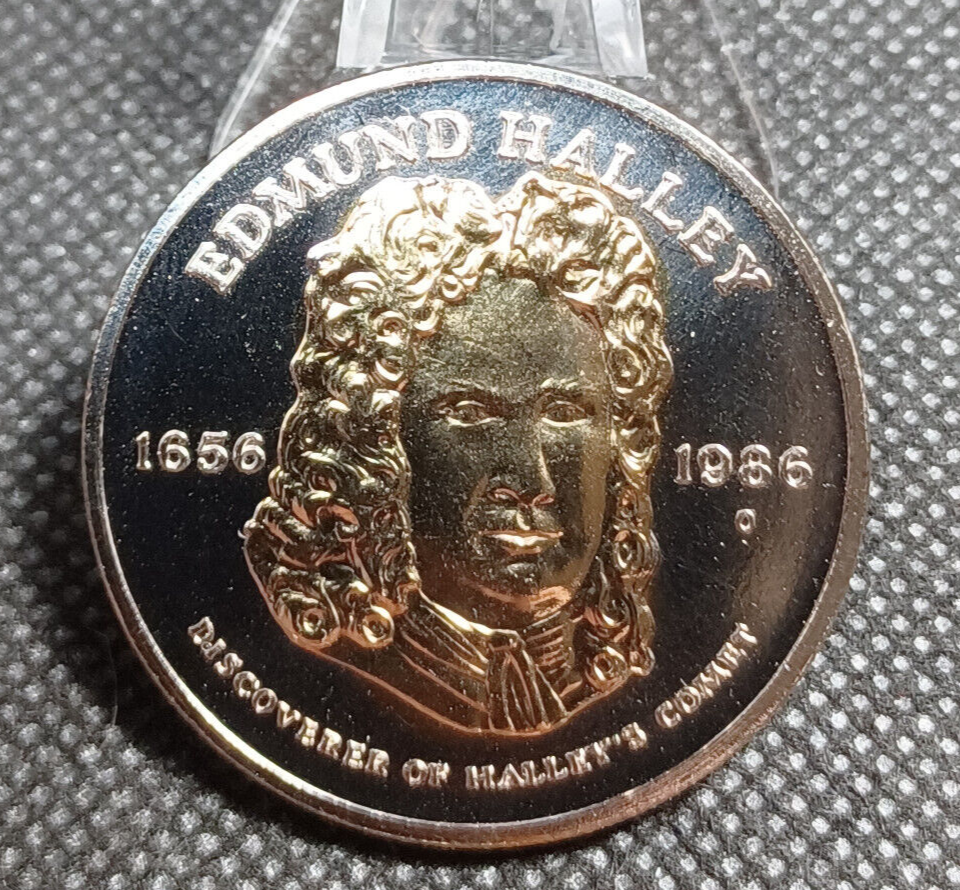 EDMUND HALLEY
1656
1986
O
DISCOVERER OF HALLEY'S COMET